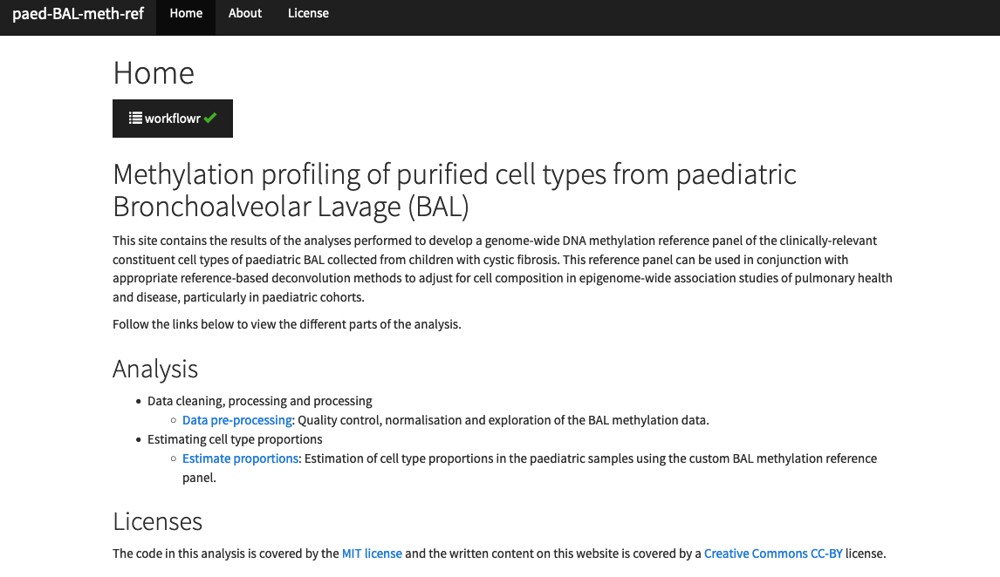 paed-BAL-meth-ref Home About License
Home
workflowr
Methylation profiling of purified cell types from paediatric
Bronchoalveolar Lavage (BAL)
This site contains the results of the analyses performed to develop a genome-wide DNA methylation reference panel of the clinically-relevant
constituent cell types of paediatric BAL collected from children with cystic fibrosis. This reference panel can be used in conjunction with
appropriate reference-based deconvolution methods to adjust for cell composition in epigenome-wide association studies of pulmonary health
and disease, particularly in paediatric cohorts.
Follow the links below to view the different parts of the analysis.
Analysis
• Data cleaning, processing and processing
◦ Data pre-processing: Quality control, normalisation and exploration of the BAL methylation data.
• Estimating cell type proportions
◦ Estimate proportions: Estimation of cell type proportions in the paediatric samples using the custom BAL methylation reference
panel.
Licenses
The code in this analysis is covered by the MIT license and the written content on this website is covered by a Creative Commons CC-BY license.